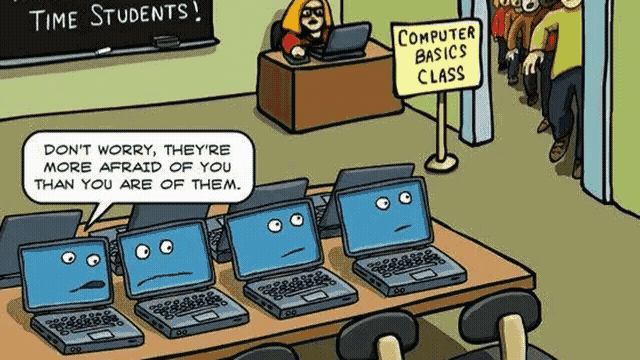 TIME STUDENTS!
COMPUTER
BASICS
CLASS
DON'T WORRY, THEY'RE
MORE AFRAID OF YOU
THAN YOU ARE OF THEM.